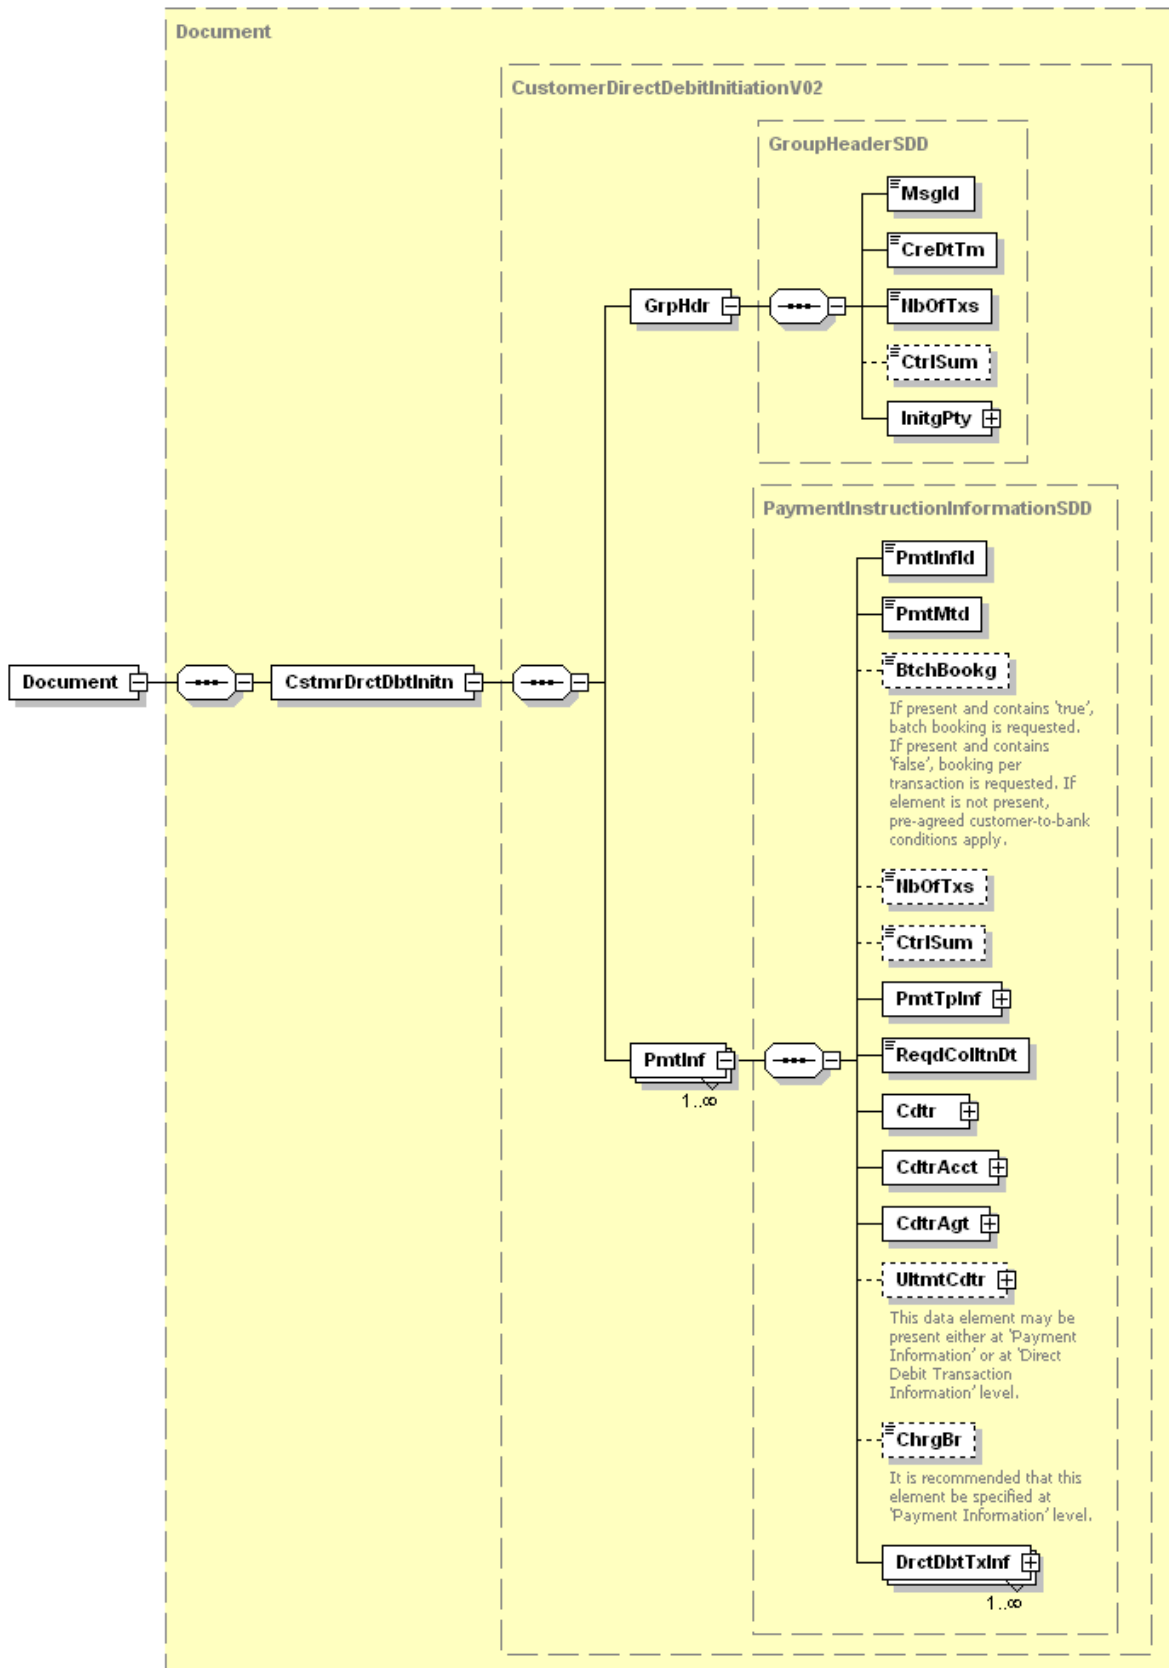 Document
CustomerDirectDebitInitiationV02
GroupHeaderSDD
MsgId
CreDtTm
GrpHdr
NbOfTxs
CtrlSum
InitgPty
PaymentInstructionInformationSDD
PmtInfId
PmtMtd
Document
CstmrDrctDbtInitn
BtchBookg
If present and contains 'true',
batch booking is requested.
If present and contains
'false', booking per
transaction is requested. If
element is not present,
pre-agreed customer-to-bank
conditions apply.
NbOfTxs
CtrlSum
PmtTpInf
PmtInf
1..∞
ReqdColltnDt
Cdtr
CdtrAcct
CdtrAgt
UltmtCdtr
This data element may be
present either at 'Payment
Information' or at 'Direct
Debit Transaction
Information' level.
ChrgBr
It is recommended that this
element be specified at
'Payment Information' level.
DrctDbtTxInf
1..∞